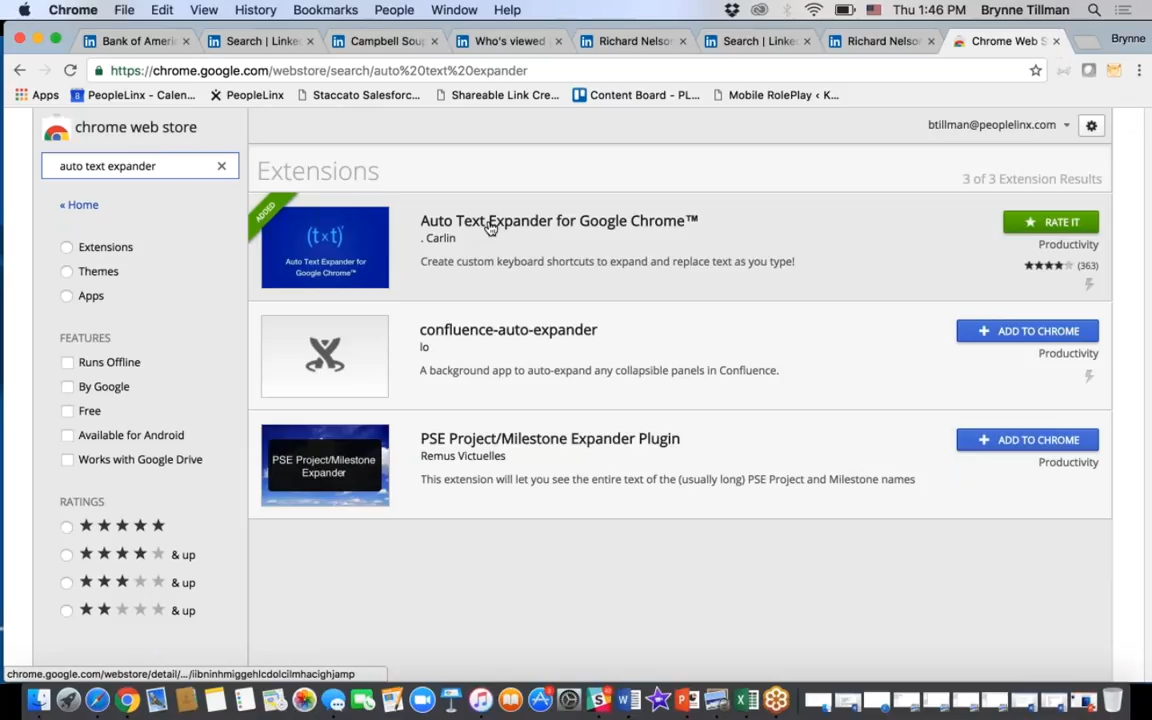 Chrome File Edit View History Bookmarks People Window Help Thu 1:46 PM Brynne Tillman
Bank of Ameri Search | Linke Campbell Sou Who's viewed Richard Nelso Search | Linke Richard Nelso Chrome Web S Brynne
https://chrome.google.com/webstore/search/auto%20text%20expander
Apps PeopleLinx - Calen... PeopleLinx Staccato Salesforc... Shareable Link Cre... Content Board - PL... Mobile RolePlay < K...
chrome web store
btillman@peoplelinx.com
auto text expander
Extensions
3 of 3 Extension Results
« Home
Extensions
Themes
Apps
FEATURES
Runs Offline
By Google
Free
Available for Android
Works with Google Drive
RATINGS
& up
& up
& up
ADDED
(txt)
Auto Text Expander for
Google Chrome™
Auto Text Expander for Google Chrome™
. Carlin
Create custom keyboard shortcuts to expand and replace text as you type!
RATE IT
Productivity
(363)
confluence-auto-expander
lo
A background app to auto-expand any collapsible panels in Confluence.
ADD TO CHROME
Productivity
PSE Project/Milestone
Expander
PSE Project/Milestone Expander Plugin
Remus Victuelles
This extension will let you see the entire text of the (usually long) PSE Project and Milestone names
ADD TO CHROME
Productivity
chrome.google.com/webstore/detail/.../iibninhmiggehlcdolcilmhacighjamp